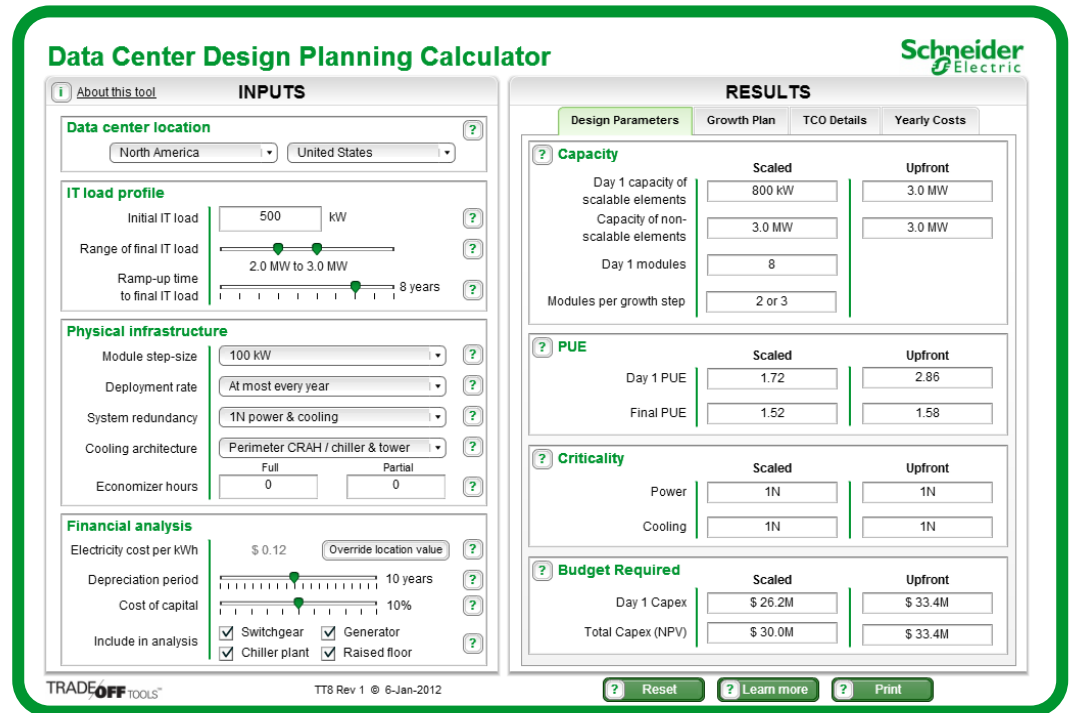 Data Center Design Planning Calculator
Schneider
Electric
i About this tool INPUTS
Data center location ?
North America United States
IT load profile
Initial IT load 500 kW ?
Range of final IT load ?
2.0 MW to 3.0 MW
Ramp-up time
to final IT load 8 years ?
Physical infrastructure
Module step-size 100 kW ?
Deployment rate At most every year ?
System redundancy 1N power & cooling ?
Cooling architecture Perimeter CRAH / chiller & tower ?
Full Partial
Economizer hours 0 0 ?
Financial analysis
Electricity cost per kWh $ 0.12 Override location value ?
Depreciation period 10 years ?
Cost of capital 10% ?
Include in analysis Switchgear Generator ?
Chiller plant Raised floor
RESULTS
Design Parameters Growth Plan TCO Details Yearly Costs
? Capacity
Scaled Upfront
Day 1 capacity of
scalable elements 800 kW 3.0 MW
Capacity of non-
scalable elements 3.0 MW 3.0 MW
Day 1 modules 8
Modules per growth step 2 or 3
? PUE
Scaled Upfront
Day 1 PUE 1.72 2.86
Final PUE 1.52 1.58
? Criticality
Scaled Upfront
Power 1N 1N
Cooling 1N 1N
? Budget Required
Scaled Upfront
Day 1 Capex $ 26.2M $ 33.4M
Total Capex (NPV) $ 30.0M $ 33.4M
TRADEOFF TOOLS™ TT8 Rev 1 © 6-Jan-2012
? Reset ? Learn more ? Print